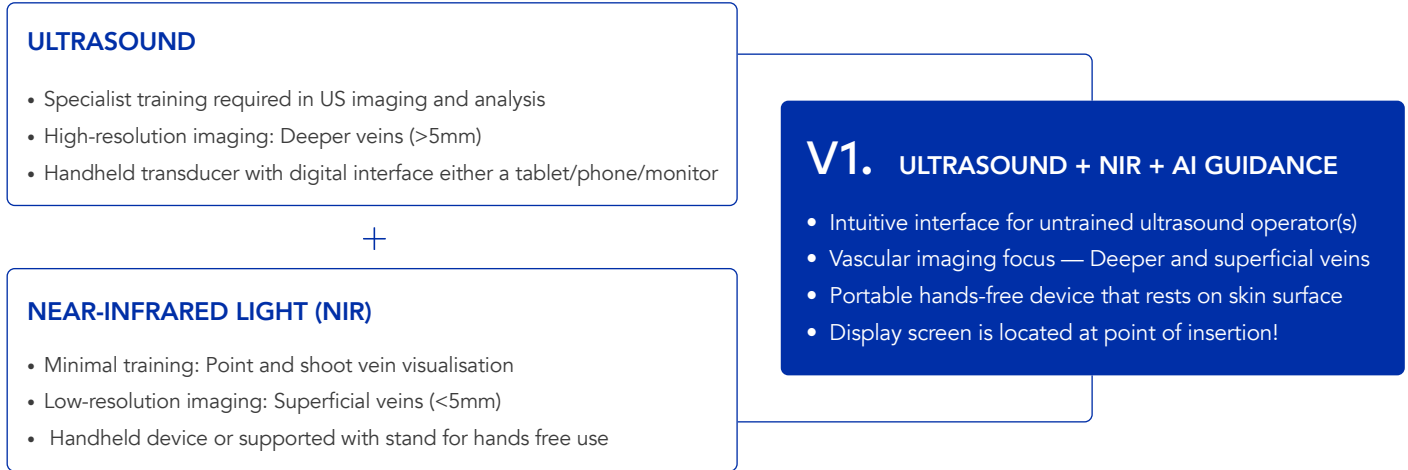 ULTRASOUND
• Specialist training required in US imaging and analysis
• High-resolution imaging: Deeper veins (>5mm)
• Handheld transducer with digital interface either a tablet/phone/monitor
+
NEAR-INFRARED LIGHT (NIR)
• Minimal training: Point and shoot vein visualisation
• Low-resolution imaging: Superficial veins (<5mm)
• Handheld device or supported with stand for hands free use
V1. ULTRASOUND + NIR + AI GUIDANCE
• Intuitive interface for untrained ultrasound operator(s)
• Vascular imaging focus — Deeper and superficial veins
• Portable hands-free device that rests on skin surface
• Display screen is located at point of insertion!